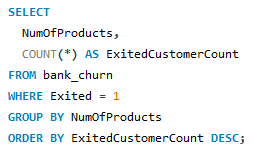 SELECT
  NumOfProducts,
  COUNT(*) AS ExitedCustomerCount
FROM bank_churn
WHERE Exited = 1
GROUP BY NumOfProducts
ORDER BY ExitedCustomerCount DESC;